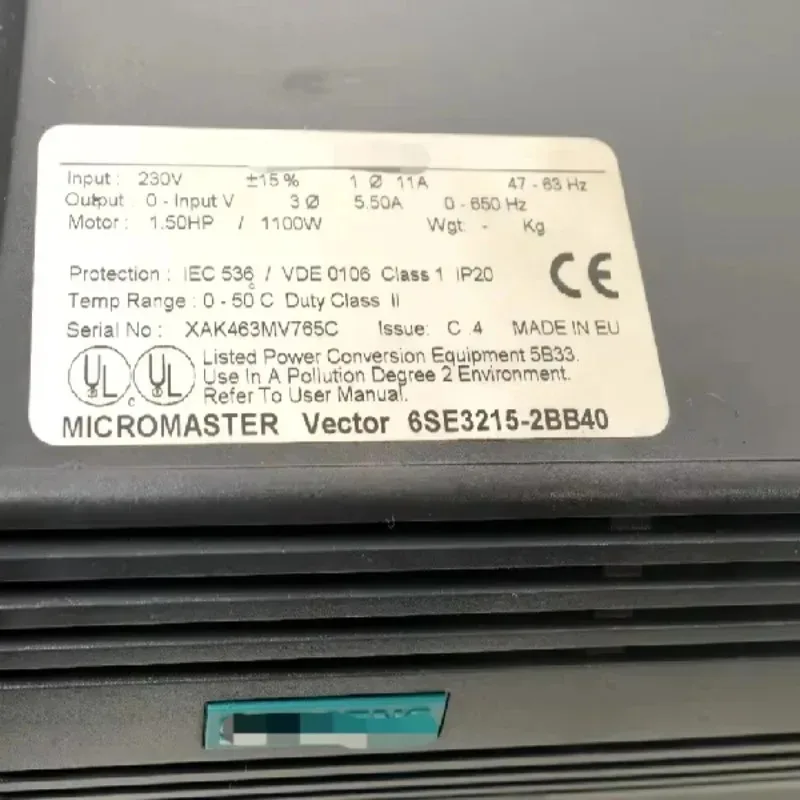 Input : 230V ±15 % 1 Ø 11A 47 - 63 Hz
Output : 0 - Input V 3 Ø 5.50A 0 - 650 Hz
Motor : 1.50HP / 1100W Wgt: - Kg
Protection : IEC 536 / VDE 0106 Class 1 IP20
CE
Temp Range : 0 - 50 °C Duty Class II
Serial No : XAK463MV765C Issue: C 4 MADE IN EU
UL c UL
Listed Power Conversion Equipment 5B33.
Use In A Pollution Degree 2 Environment.
Refer To User Manual.
MICROMASTER Vector 6SE3215-2BB40